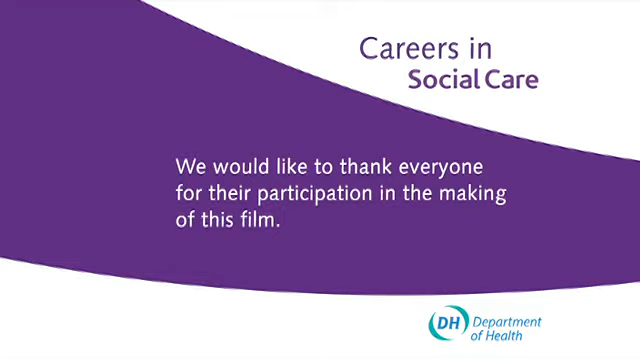 Careers in
Social Care
We would like to thank everyone
for their participation in the making
of this film.
DH Department
of Health